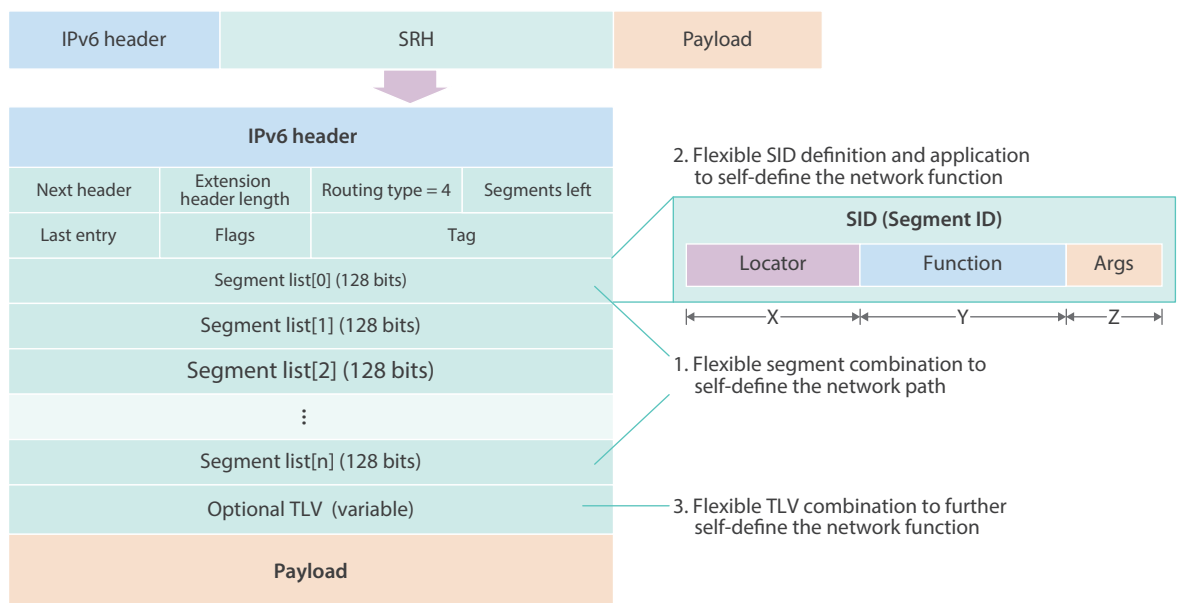 IPv6 header
SRH
Payload
IPv6 header
Next header
Extension
header length
Routing type = 4
Segments left
Last entry
Flags
Tag
Segment list[0] (128 bits)
Segment list[1] (128 bits)
Segment list[2] (128 bits)
⋮
Segment list[n] (128 bits)
Optional TLV (variable)
Payload
2. Flexible SID definition and application
to self-define the network function
SID (Segment ID)
Locator
Function
Args
X
Y
Z
1. Flexible segment combination to
self-define the network path
3. Flexible TLV combination to further
self-define the network function